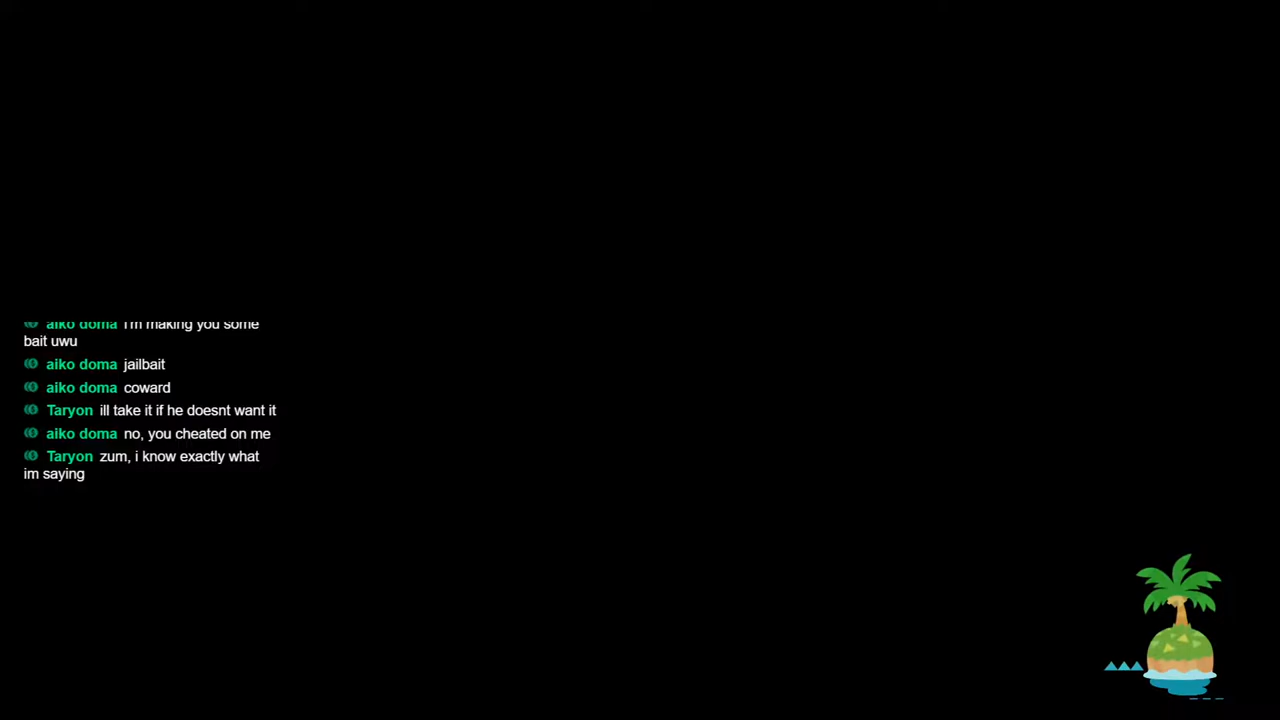 aiko doma I'm making you some
bait uwu
aiko doma jailbait
aiko doma coward
Taryon ill take it if he doesnt want it
aiko doma no, you cheated on me
Taryon zum, i know exactly what
im saying